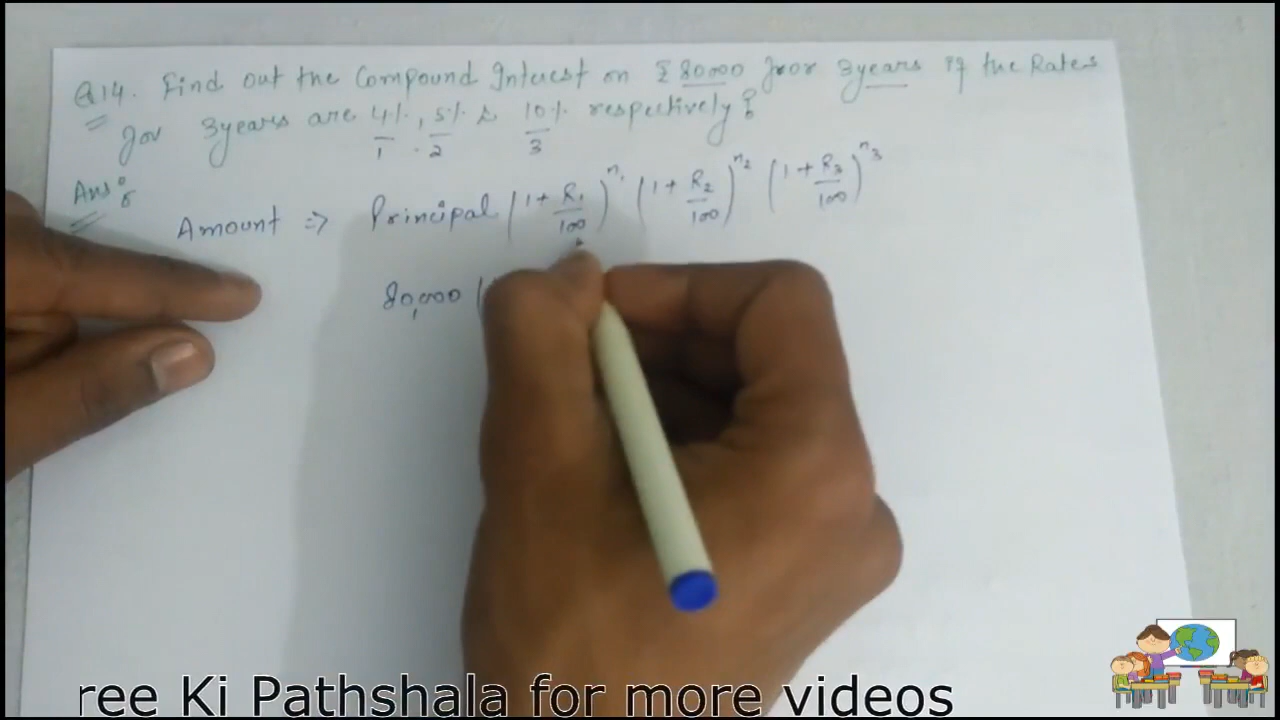 Q14. Find out the Compound Interest on ₹ 80000 for 3years if the Rates
for 3years are 4%, 5% & 10% respectively?
1 2 3
Ans:
Amount => Principal (1 + R1/100)^n1 (1 + R2/100)^n2 (1 + R3/100)^n3
80,000 (
ree Ki Pathshala for more videos